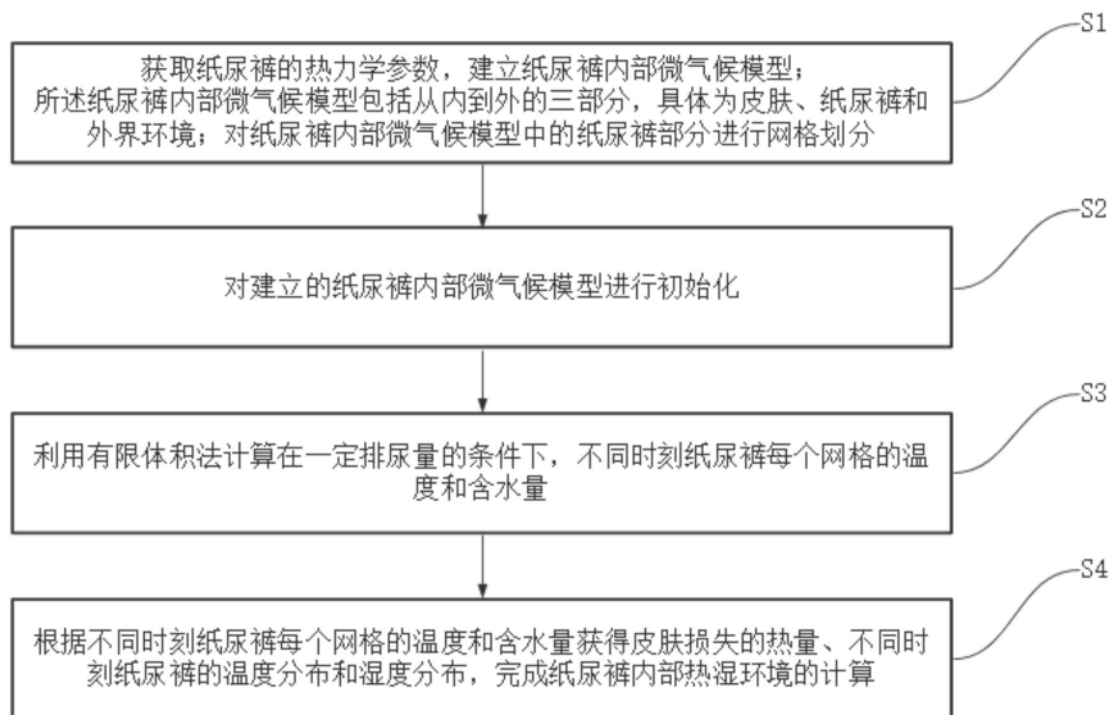 S1
获取纸尿裤的热力学参数，建立纸尿裤内部微气候模型；
所述纸尿裤内部微气候模型包括从内到外的三部分，具体为皮肤、纸尿裤和
外界环境；对纸尿裤内部微气候模型中的纸尿裤部分进行网格划分
S2
对建立的纸尿裤内部微气候模型进行初始化
S3
利用有限体积法计算在一定排尿量的条件下，不同时刻纸尿裤每个网格的温
度和含水量
S4
根据不同时刻纸尿裤每个网格的温度和含水量获得皮肤损失的热量、不同时
刻纸尿裤的温度分布和湿度分布，完成纸尿裤内部热湿环境的计算